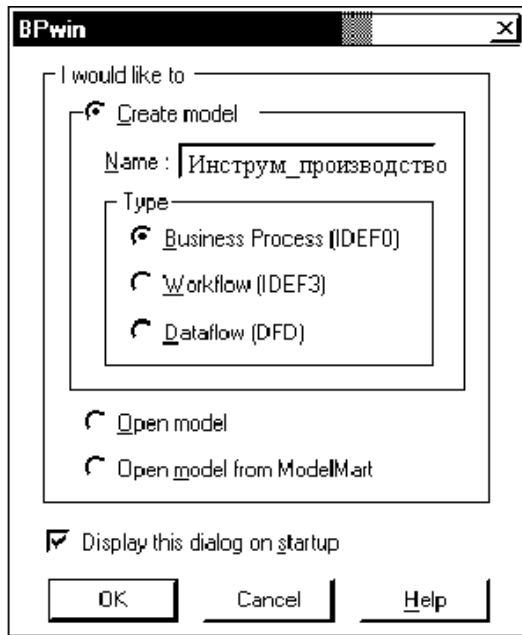 BPwin
I would like to
Create model
Name : Инструм_производство
Type
Business Process (IDEF0)
Workflow (IDEF3)
Dataflow (DFD)
Open model
Open model from ModelMart
Display this dialog on startup
OK Cancel Help